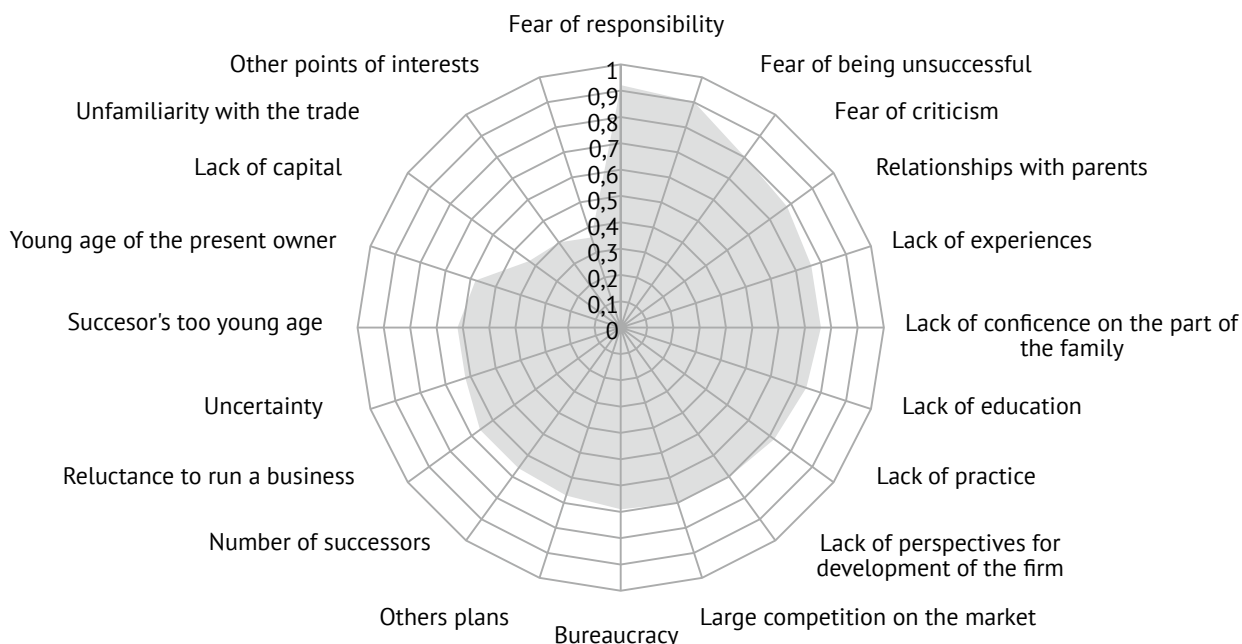 Fear of responsibility
Other points of interests
Fear of being unsuccessful
Unfamiliarity with the trade
Fear of criticism
Lack of capital
Relationships with parents
Young age of the present owner
Lack of experiences
Succesor's too young age
Lack of conficence on the part of
the family
Uncertainty
Lack of education
Reluctance to run a business
Lack of practice
Number of successors
Lack of perspectives for
development of the firm
Others plans
Large competition on the market
Bureaucracy
1
0,9
0,8
0,7
0,6
0,5
0,4
0,3
0,2
0,1
0